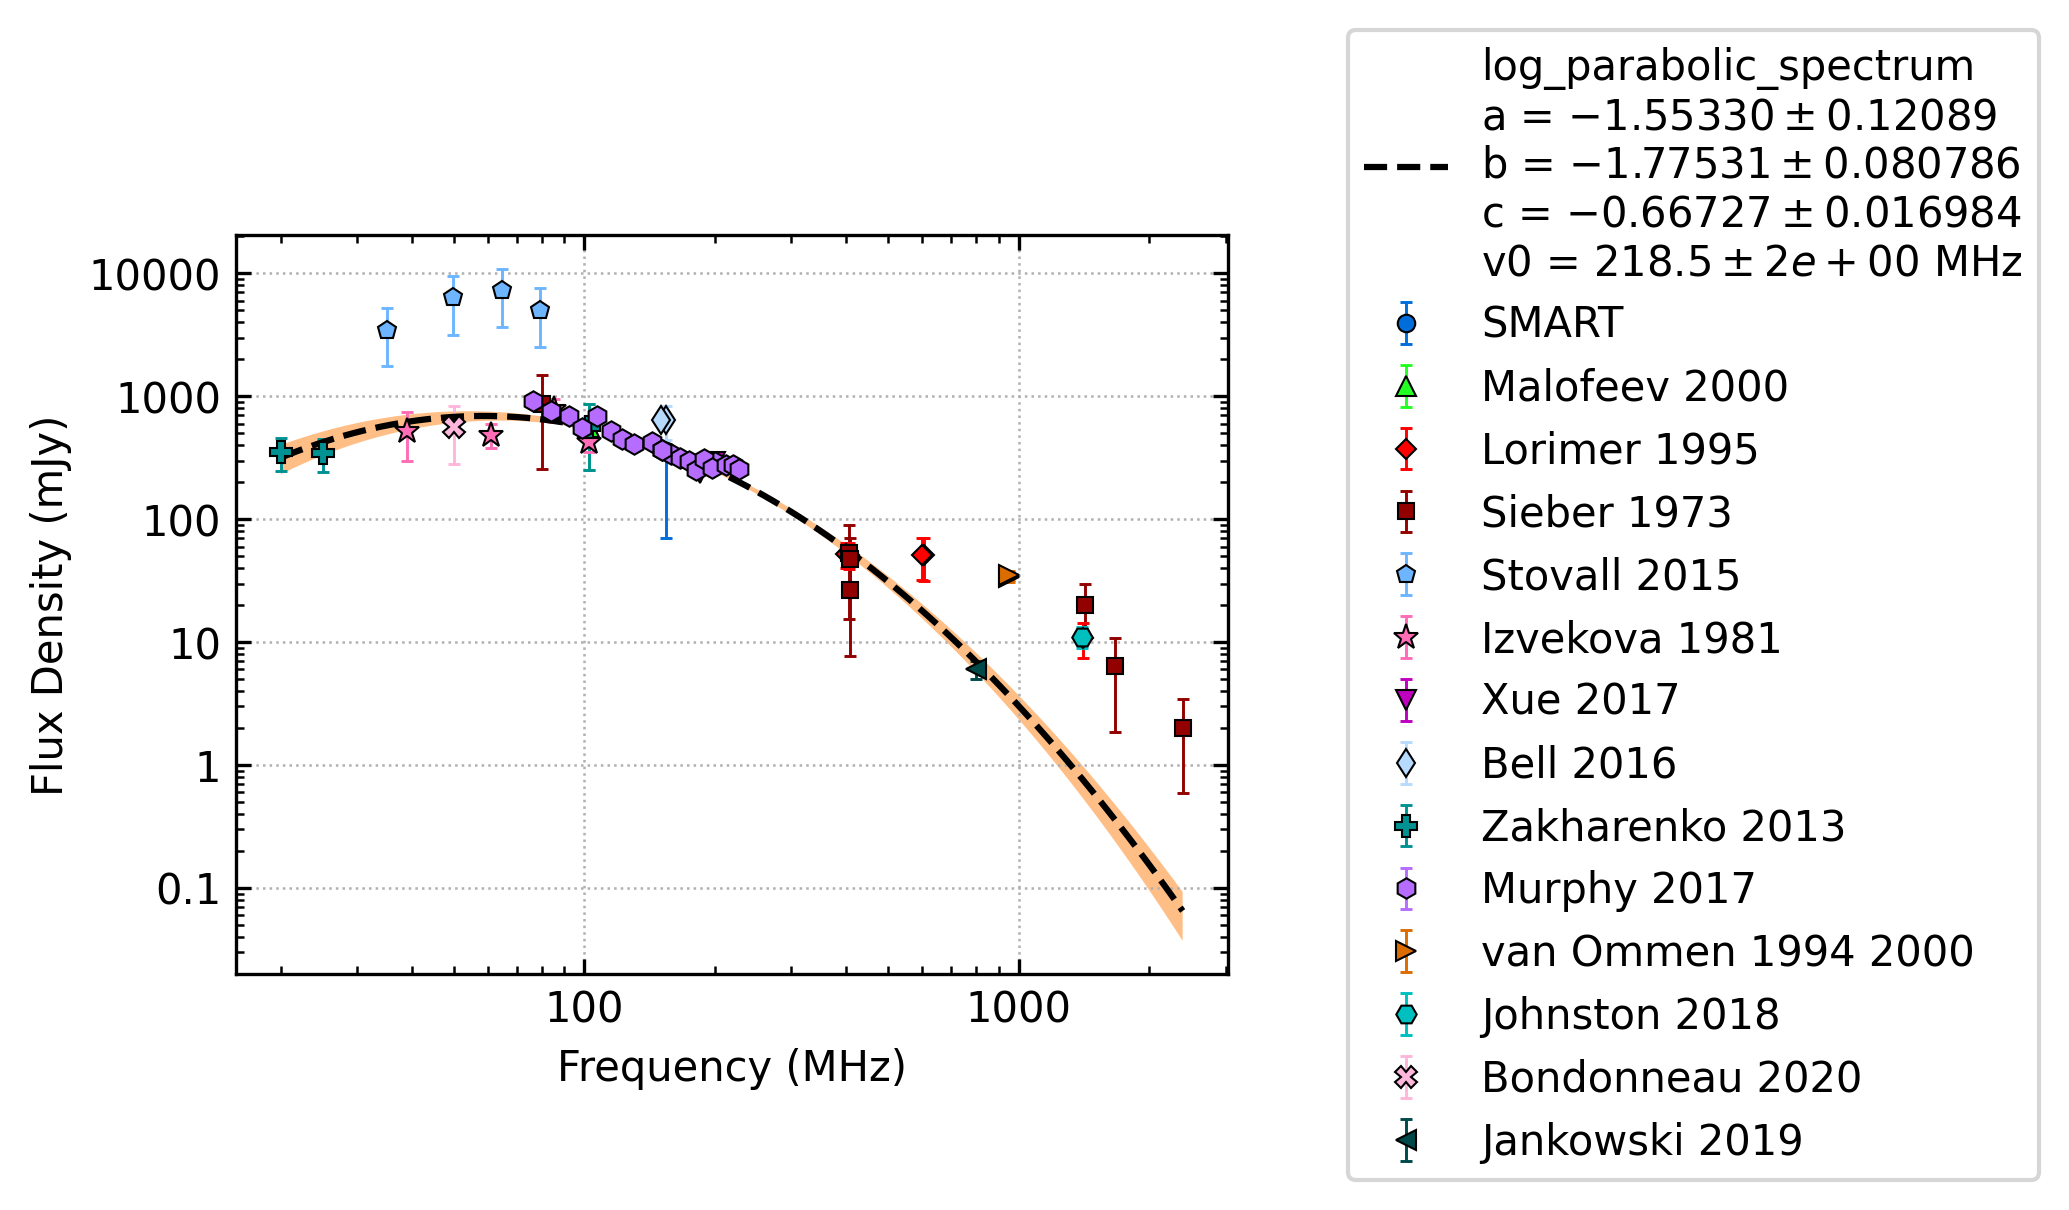 log_parabolic_spectrum
a = −1.55330 ± 0.12089
b = −1.77531 ± 0.080786
c = −0.66727 ± 0.016984
v0 = 218.5 ± 2e + 00 MHz
SMART
Malofeev 2000
Lorimer 1995
Sieber 1973
Stovall 2015
Izvekova 1981
Xue 2017
Bell 2016
Zakharenko 2013
Murphy 2017
van Ommen 1994 2000
Johnston 2018
Bondonneau 2020
Jankowski 2019
Flux Density (mJy)
10000
1000
100
10
1
0.1
100
1000
Frequency (MHz)